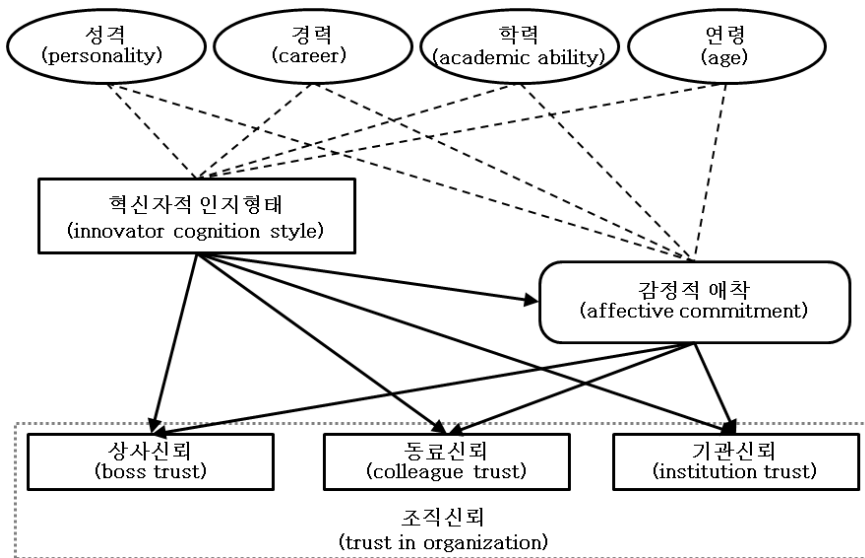 성격
(personality)
경력
(career)
학력
(academic ability)
연령
(age)
혁신자적 인지형태
(innovator cognition style)
감정적 애착
(affective commitment)
상사신뢰
(boss trust)
동료신뢰
(colleague trust)
기관신뢰
(institution trust)
조직신뢰
(trust in organization)